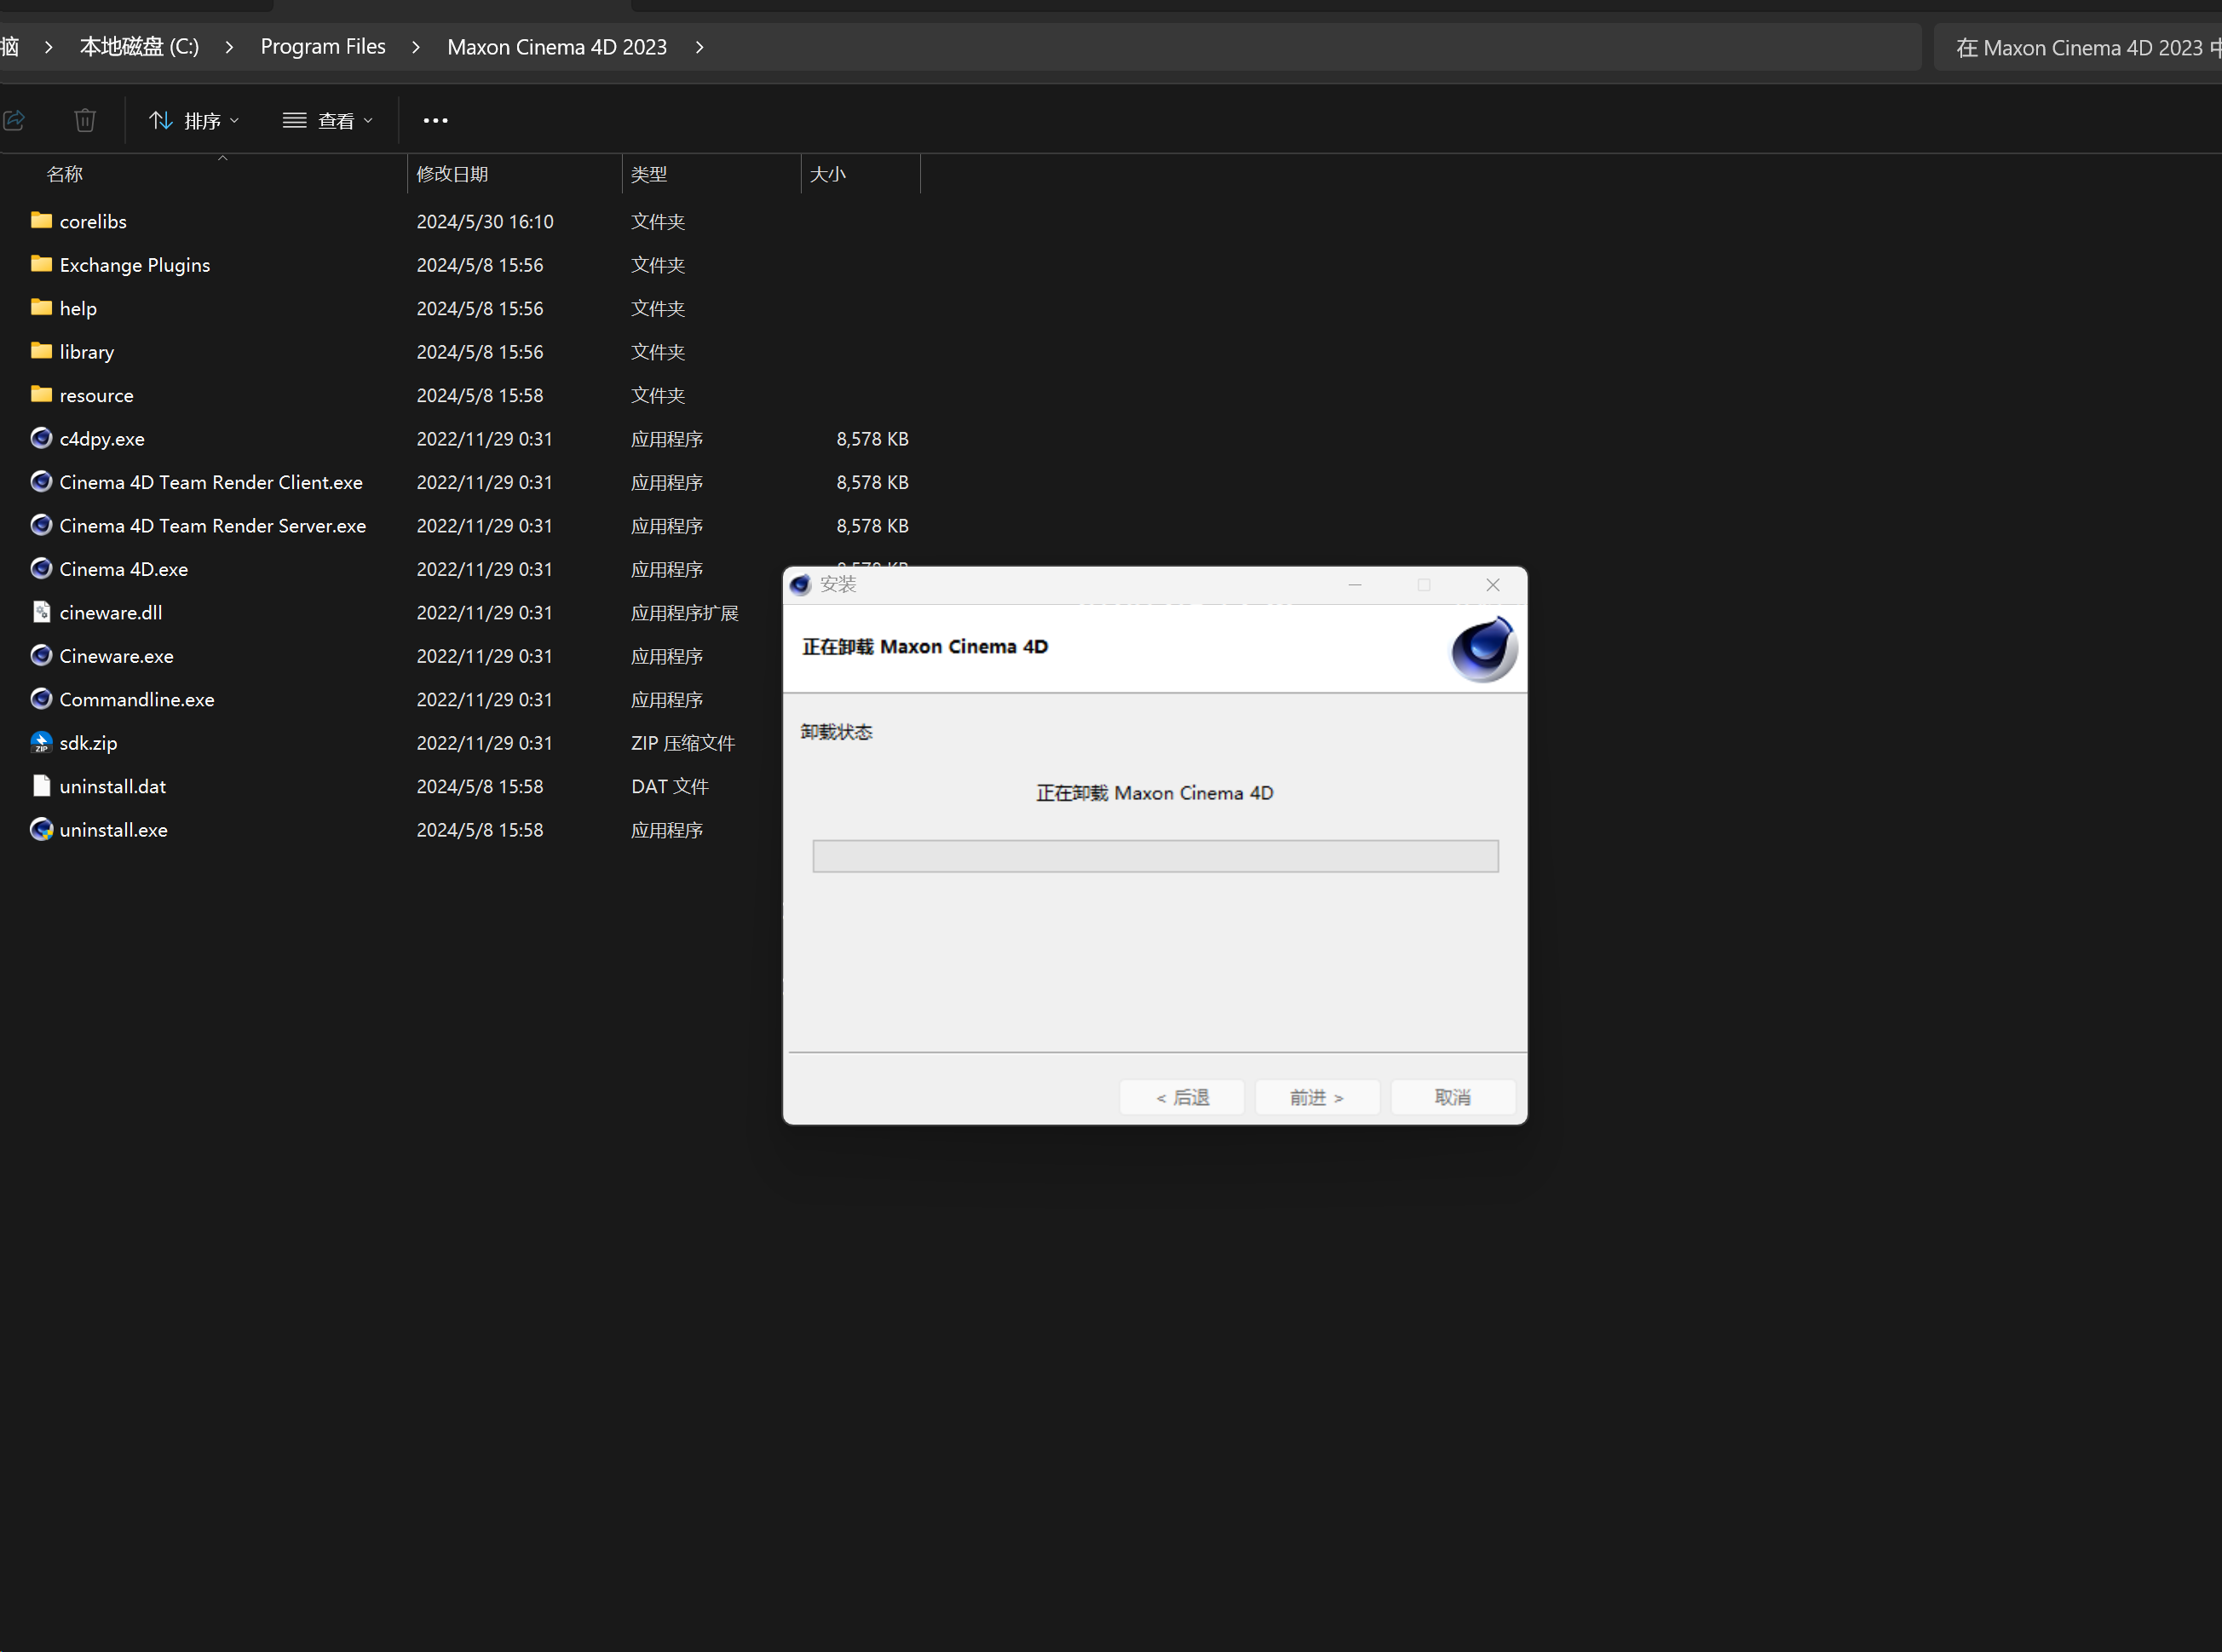 脑 > 本地磁盘 (C:) > Program Files > Maxon Cinema 4D 2023 >
在 Maxon Cinema 4D 2023 中
排序 查看
名称 修改日期 类型 大小
corelibs 2024/5/30 16:10 文件夹
Exchange Plugins 2024/5/8 15:56 文件夹
help 2024/5/8 15:56 文件夹
library 2024/5/8 15:56 文件夹
resource 2024/5/8 15:58 文件夹
c4dpy.exe 2022/11/29 0:31 应用程序 8,578 KB
Cinema 4D Team Render Client.exe 2022/11/29 0:31 应用程序 8,578 KB
Cinema 4D Team Render Server.exe 2022/11/29 0:31 应用程序 8,578 KB
Cinema 4D.exe 2022/11/29 0:31 应用程序
cineware.dll 2022/11/29 0:31 应用程序扩展
Cineware.exe 2022/11/29 0:31 应用程序
Commandline.exe 2022/11/29 0:31 应用程序
sdk.zip 2022/11/29 0:31 ZIP 压缩文件
ZIP
uninstall.dat 2024/5/8 15:58 DAT 文件
uninstall.exe 2024/5/8 15:58 应用程序
安装
正在卸载 Maxon Cinema 4D
卸载状态
正在卸载 Maxon Cinema 4D
< 后退 前进 > 取消